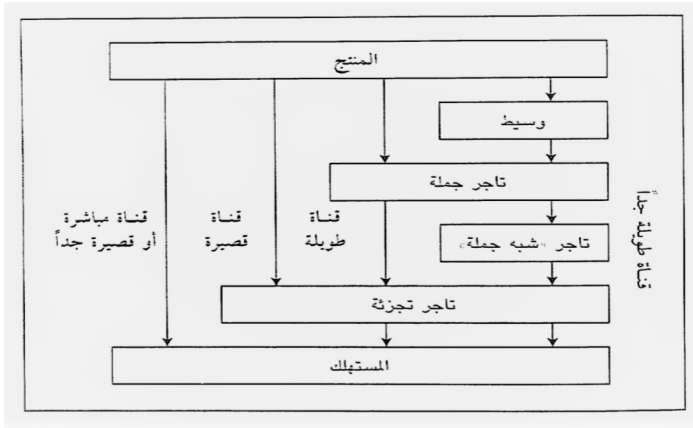 المنتج
وسيط
تاجر جملة
قناة طويلة جداً
قناة
طويلة
قناة
قصيرة
قناة مباشرة
أو قصيرة جداً
تاجر «شبه جملة»
تاجر تجزئة
المستهلك